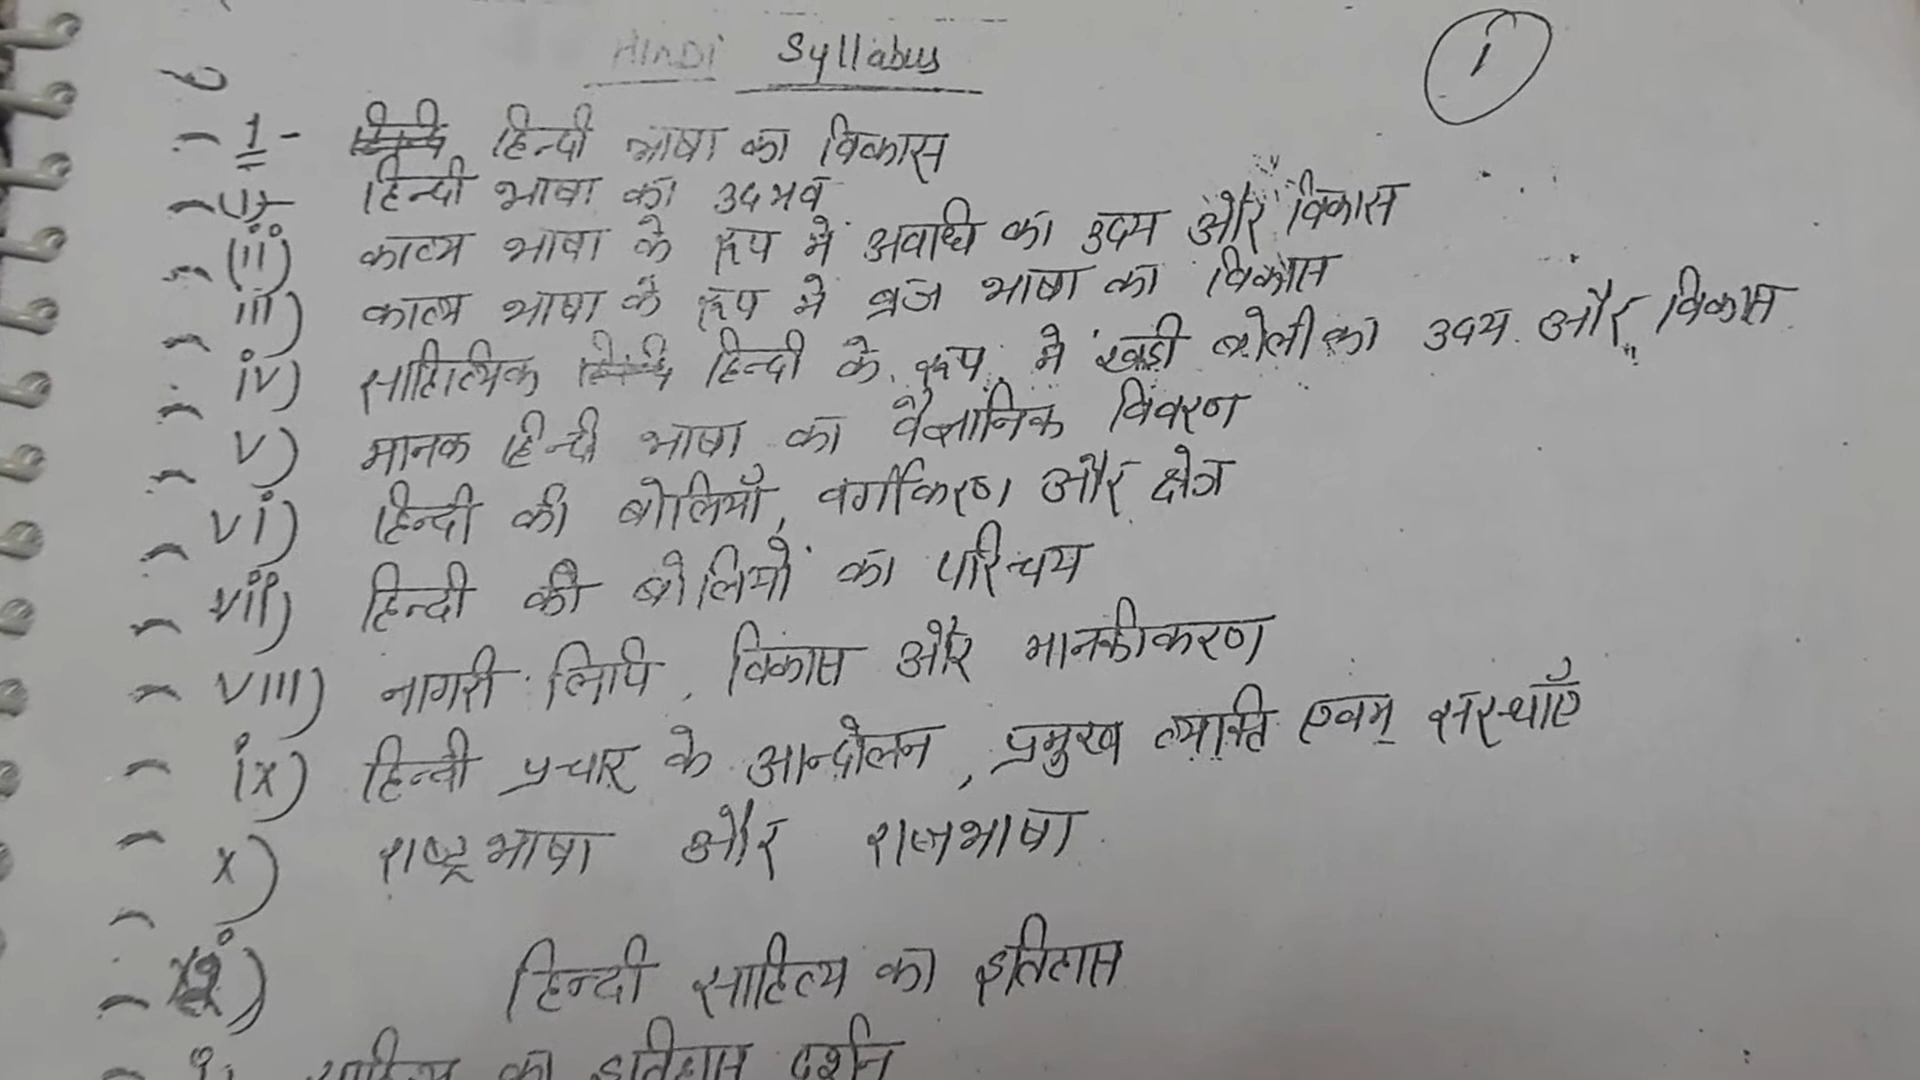 Hindi Syllabus
1
1- हिन्दी भाषा का विकास
i) हिन्दी भाषा का उदभव
(ii) काव्य भाषा के रूप में अवधि का उदय और विकास
iii) काव्य भाषा के रूप मे ब्रज भाषा का विकास
iv) साहित्यिक हिन्दी के रूप मे खड़ी बोली का उदय और विकास
v) मानक हिन्दी भाषा का वैज्ञानिक विवरण
vi) हिन्दी की बोलियाँ, वर्गीकरण और क्षेत्र
vii) हिन्दी की बोलियों का परिचय
viii) नागरी लिपि, विकास और मानकीकरण
ix) हिन्दी प्रचार के आन्दोलन, प्रमुख व्यक्ति एवम् संस्थाएँ
x) राष्ट्रभाषा और राजभाषा
2) हिन्दी साहित्य का इतिहास
साहित्य का इतिहास दर्शन